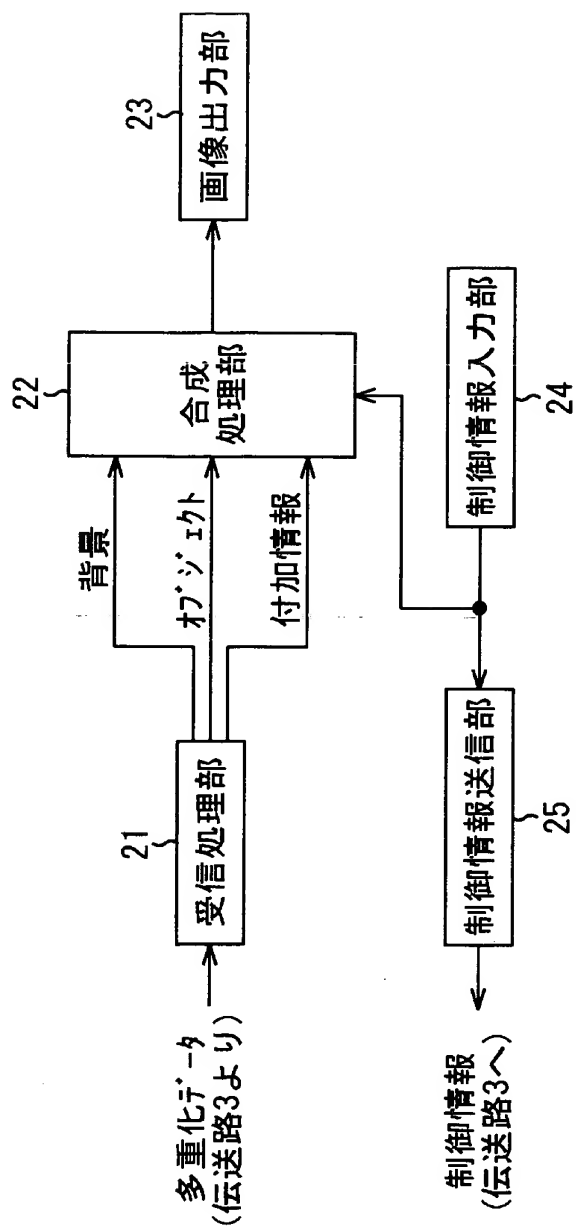 多重化ﾃﾞｰﾀ
(伝送路3より)
21
受信処理部
背景
ｵﾌﾞｼﾞｪｸﾄ
付加情報
22
合成
処理部
23
画像出力部
制御情報
(伝送路3へ)
制御情報送信部
25
制御情報入力部
24